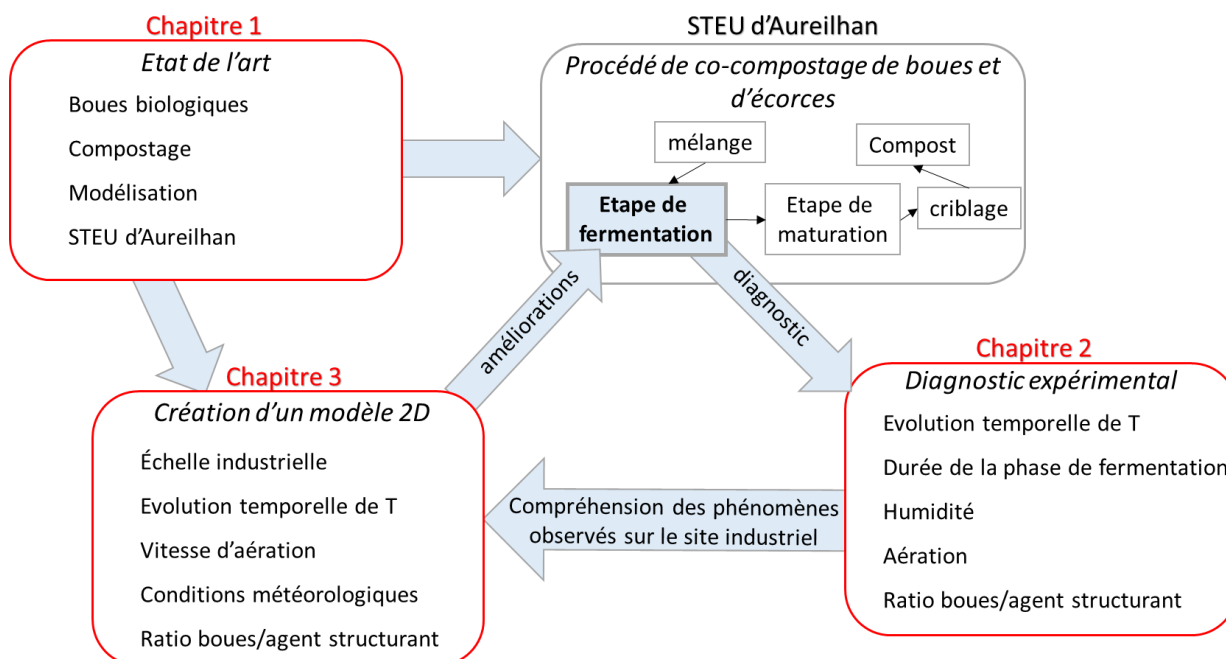 Chapitre 1
Etat de l'art
Boues biologiques
Compostage
Modélisation
STEU d'Aureilhan
STEU d'Aureilhan
Procédé de co-compostage de boues et
d'écorces
mélange
Compost
Etape de
fermentation
Etape de
maturation
criblage
améliorations
diagnostic
Chapitre 3
Création d'un modèle 2D
Échelle industrielle
Evolution temporelle de T
Vitesse d'aération
Conditions météorologiques
Ratio boues/agent structurant
Compréhension des phénomènes
observés sur le site industriel
Chapitre 2
Diagnostic expérimental
Evolution temporelle de T
Durée de la phase de fermentation
Humidité
Aération
Ratio boues/agent structurant